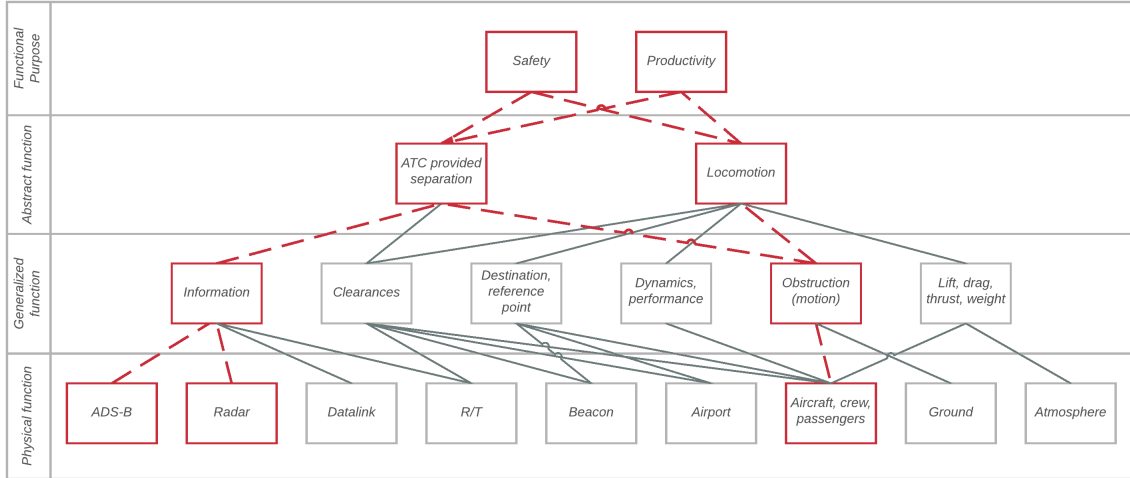 Functional
Purpose
Safety
Productivity
Abstract function
ATC provided
separation
Locomotion
Generalized
function
Information
Clearances
Destination,
reference
point
Dynamics,
performance
Obstruction
(motion)
Lift, drag,
thrust, weight
Physical function
ADS-B
Radar
Datalink
R/T
Beacon
Airport
Aircraft, crew,
passengers
Ground
Atmosphere